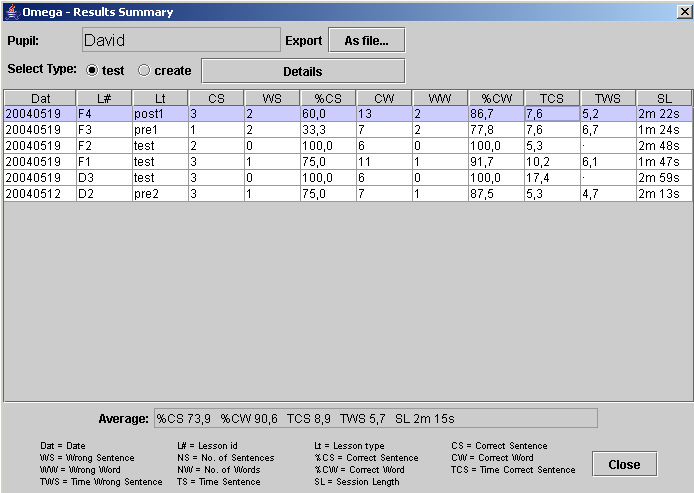 Omega - Results Summary
Pupil: David Export As file...
Select Type: test create Details
Dat L# Lt CS WS %CS CW WW %CW TCS TWS SL
20040519 F4 post1 3 2 60,0 13 2 86,7 7,6 5,2 2m 22s
20040519 F3 pre1 1 2 33,3 7 2 77,8 7,6 6,7 1m 24s
20040519 F2 test 2 0 100,0 6 0 100,0 5,3 · 2m 48s
20040519 F1 test 3 1 75,0 11 1 91,7 10,2 6,1 1m 47s
20040519 D3 test 3 0 100,0 6 0 100,0 17,4 · 2m 59s
20040512 D2 pre2 3 1 75,0 7 1 87,5 5,3 4,7 2m 13s
Average: %CS 73,9 %CW 90,6 TCS 8,9 TWS 5,7 SL 2m 15s
Dat = Date L# = Lesson id Lt = Lesson type CS = Correct Sentence
WS = Wrong Sentence NS = No. of Sentences %CS = Correct Sentence CW = Correct Word
WW = Wrong Word NW = No. of Words %CW = Correct Word TCS = Time Correct Sentence
TWS = Time Wrong Sentence TS = Time Sentence SL = Session Length
Close